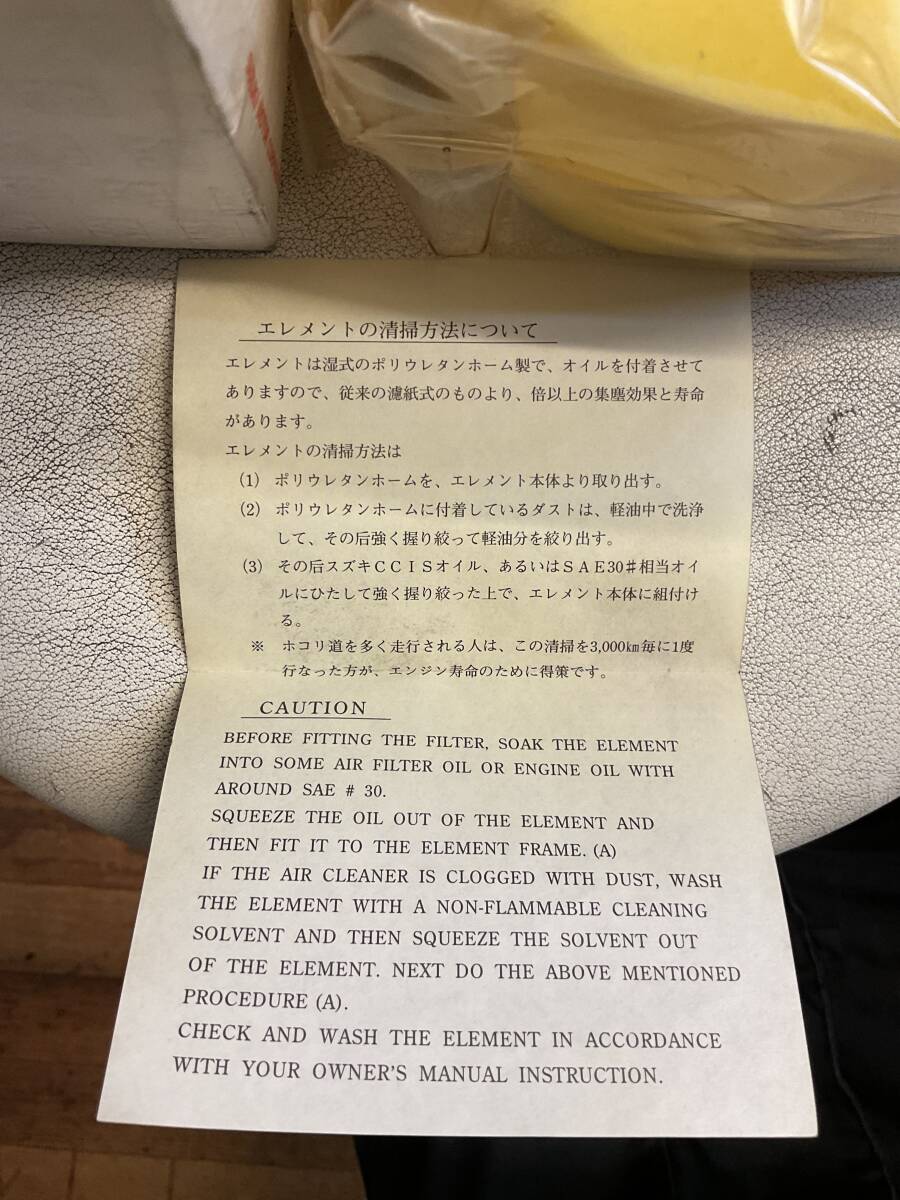 エレメントの清掃方法について
エレメントは湿式のポリウレタンホーム製で、オイルを付着させて
ありますので、従来の濾紙式のものより、倍以上の集塵効果と寿命
があります。
エレメントの清掃方法は
(1) ポリウレタンホームを、エレメント本体より取り出す。
(2) ポリウレタンホームに付着しているダストは、軽油中で洗浄
して、その后強く握り絞って軽油分を絞り出す。
(3) その后スズキCCISオイル、あるいはSAE30#相当オイ
ルにひたして強く握り絞った上で、エレメント本体に組付け
る。
※ ホコリ道を多く走行される人は、この清掃を3,000㎞毎に1度
行なった方が、エンジン寿命のために得策です。
CAUTION
BEFORE FITTING THE FILTER, SOAK THE ELEMENT
INTO SOME AIR FILTER OIL OR ENGINE OIL WITH
AROUND SAE # 30.
SQUEEZE THE OIL OUT OF THE ELEMENT AND
THEN FIT IT TO THE ELEMENT FRAME. (A)
IF THE AIR CLEANER IS CLOGGED WITH DUST, WASH
THE ELEMENT WITH A NON-FLAMMABLE CLEANING
SOLVENT AND THEN SQUEEZE THE SOLVENT OUT
OF THE ELEMENT. NEXT DO THE ABOVE MENTIONED
PROCEDURE (A).
CHECK AND WASH THE ELEMENT IN ACCORDANCE
WITH YOUR OWNER'S MANUAL INSTRUCTION.